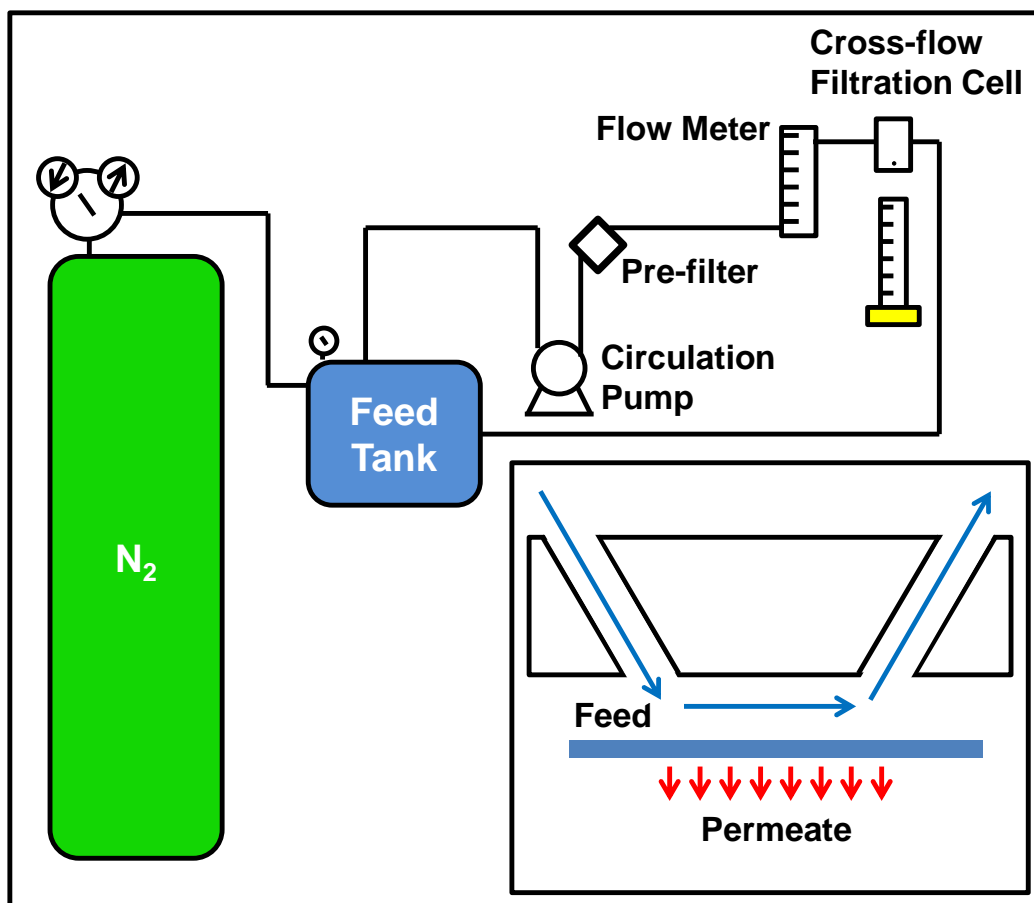 Cross-flow
Filtration Cell
Flow Meter
Pre-filter
Circulation
Pump
Feed
Tank
N₂
Feed
Permeate